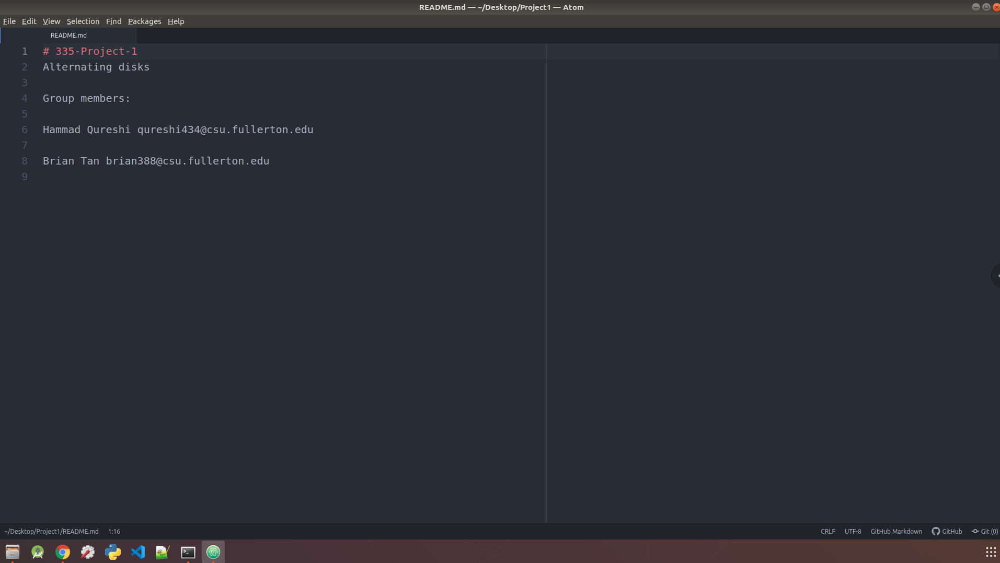 README.md — ~/Desktop/Project1 — Atom
File Edit View Selection Find Packages Help
README.md
1 # 335-Project-1
2 Alternating disks
3
4 Group members:
5
6 Hammad Qureshi qureshi434@csu.fullerton.edu
7
8 Brian Tan brian388@csu.fullerton.edu
9
~/Desktop/Project1/README.md 1:16 CRLF UTF-8 GitHub Markdown GitHub Git (0)